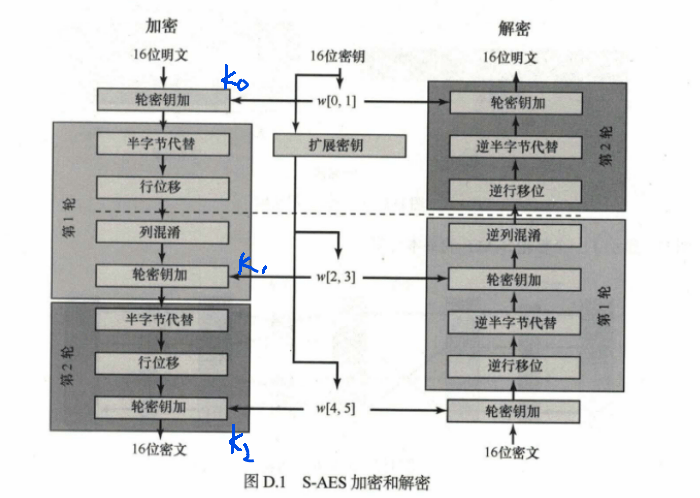 加密
解密
16位明文
16位密钥
16位明文
K0
轮密钥加
w[0, 1]
轮密钥加
半字节代替
扩展密钥
逆半字节代替
第2轮
行位移
逆行移位
第1轮
列混淆
逆列混淆
轮密钥加
K1
w[2, 3]
轮密钥加
半字节代替
逆半字节代替
第1轮
第2轮
行位移
逆行移位
轮密钥加
w[4, 5]
轮密钥加
K2
16位密文
16位密文
图 D.1 S-AES 加密和解密